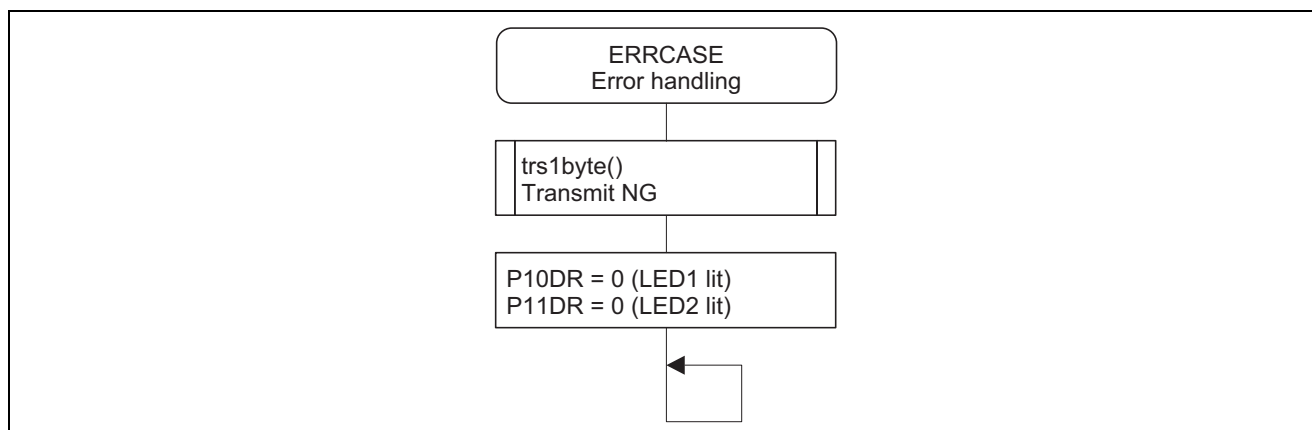 ERRCASE
Error handling
trs1byte()
Transmit NG
P10DR = 0 (LED1 lit)
P11DR = 0 (LED2 lit)